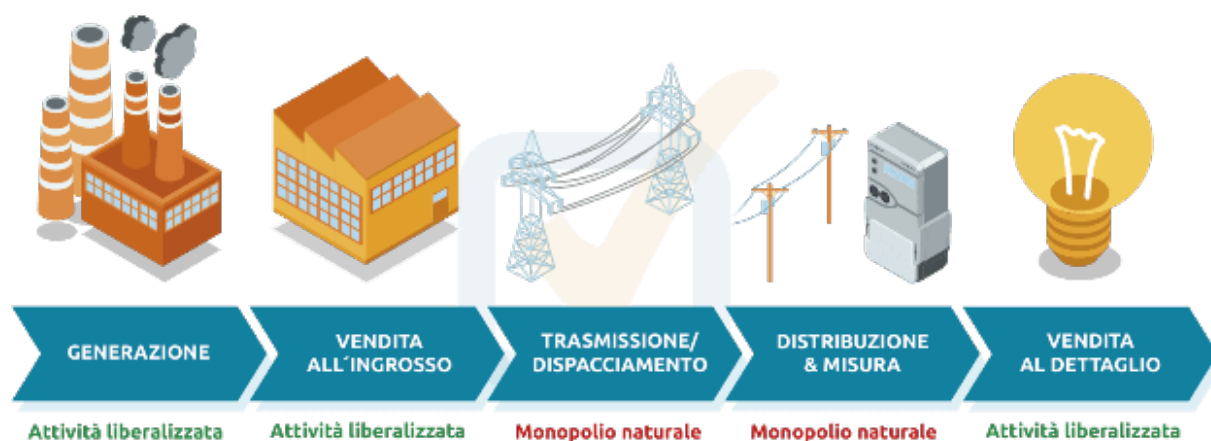 GENERAZIONE
VENDITA
ALL´INGROSSO
TRASMISSIONE/
DISPACCIAMENTO
DISTRIBUZIONE
& MISURA
VENDITA
AL DETTAGLIO
Attività liberalizzata
Attività liberalizzata
Monopolio naturale
Monopolio naturale
Attività liberalizzata